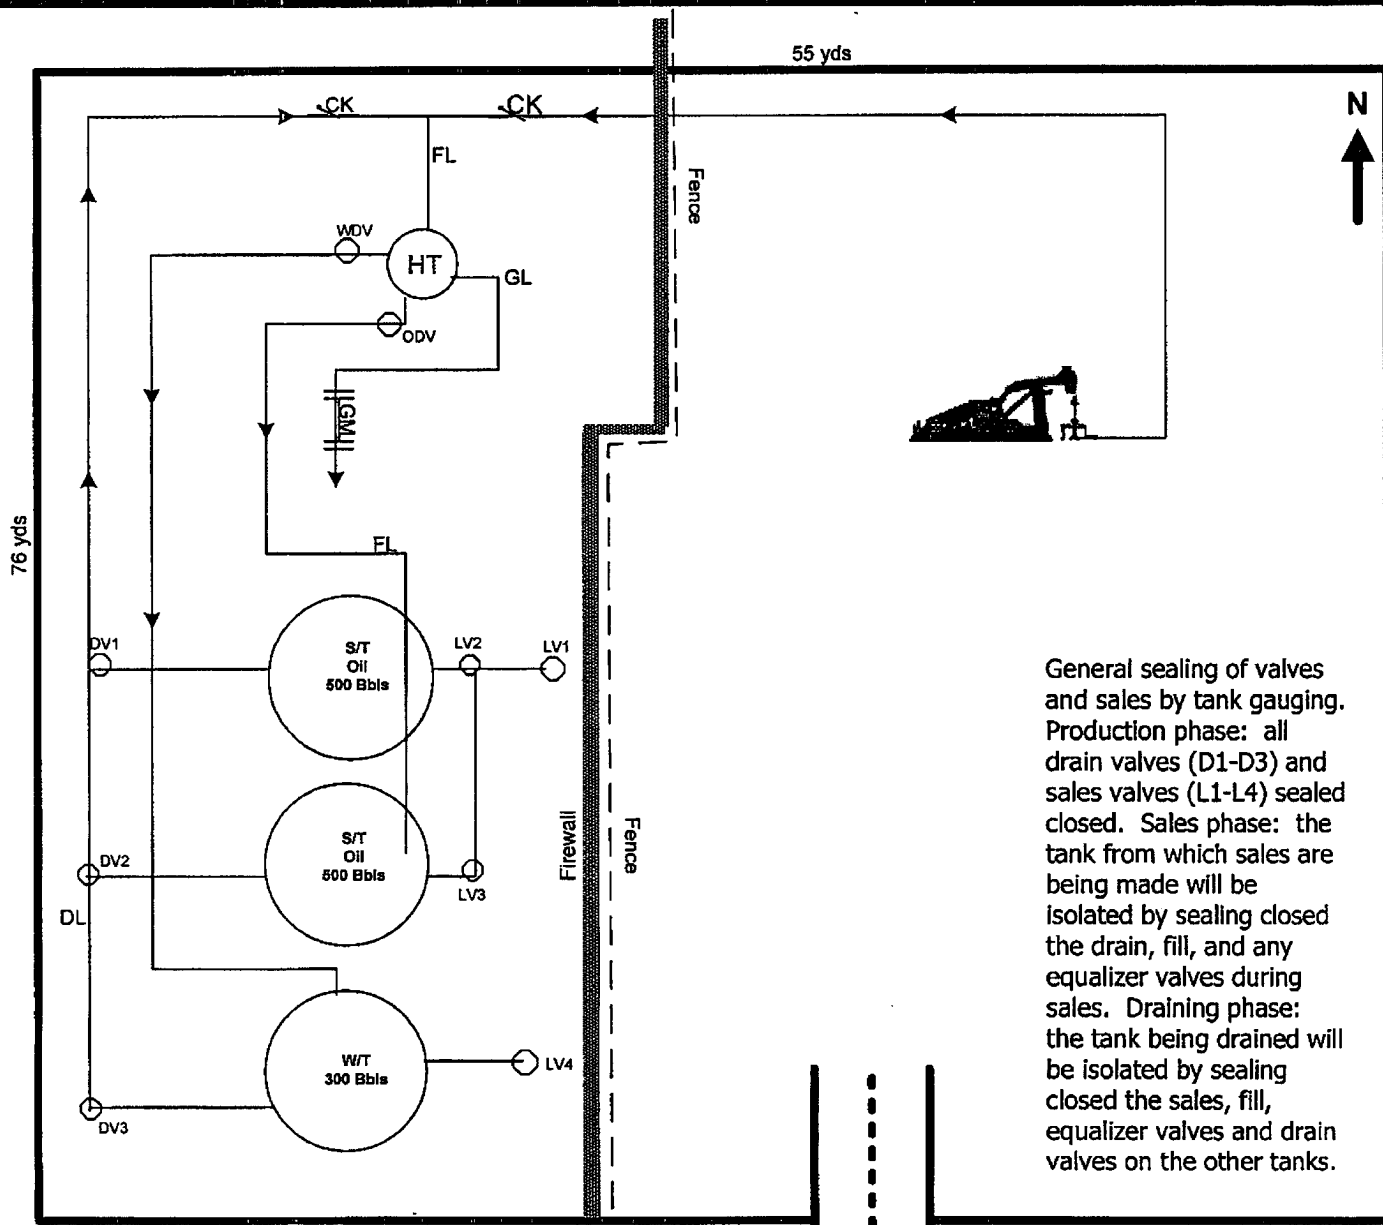 55 yds
N
CK
CK
FL
Fence
WDV
HT
GL
ODV
GM
76 yds
FL
DV1
S/T
Oil
500 Bbls
LV2
LV1
General sealing of valves
and sales by tank gauging.
Production phase: all
drain valves (D1-D3) and
sales valves (L1-L4) sealed
closed. Sales phase: the
tank from which sales are
being made will be
isolated by sealing closed
the drain, fill, and any
equalizer valves during
sales. Draining phase:
the tank being drained will
be isolated by sealing
closed the sales, fill,
equalizer valves and drain
valves on the other tanks.
DV2
S/T
Oil
500 Bbls
LV3
Firewall
Fence
DL
W/T
300 Bbls
LV4
DV3